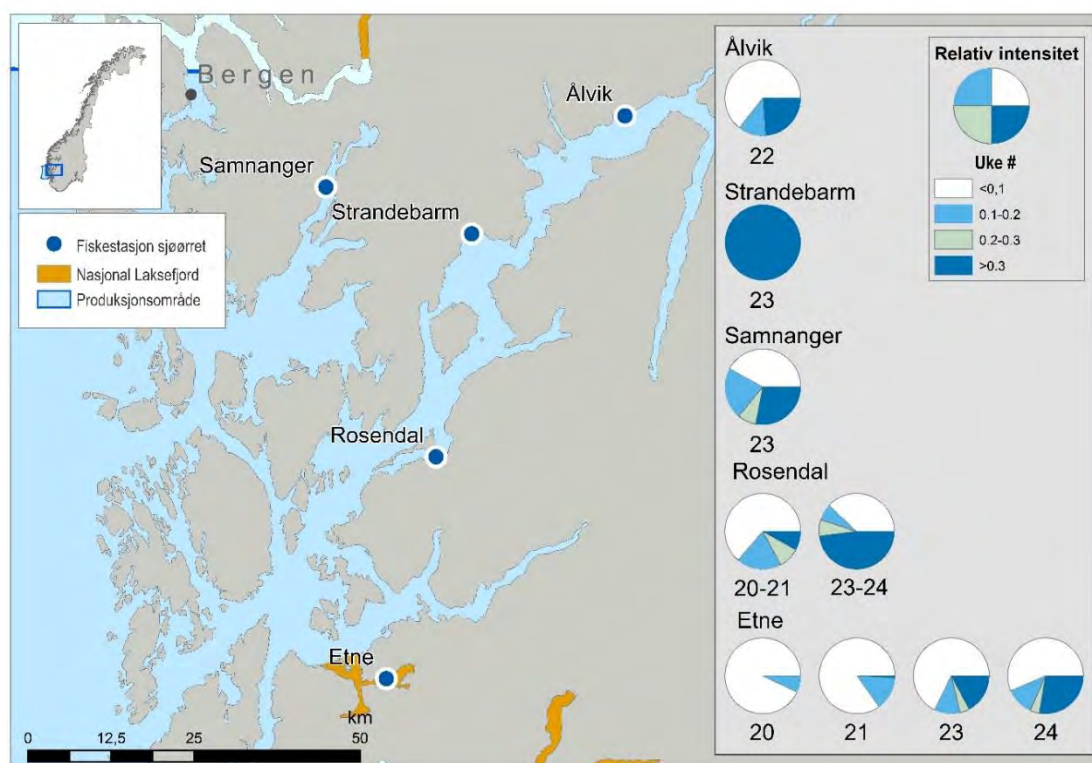 Bergen
Ålvik
Samnanger
Strandebarm
Rosendal
Etne
Fiskestasjon sjøørret
Nasjonal Laksefjord
Produksjonsområde
km
0 12,5 25 50
Ålvik
22
Strandebarm
23
Samnanger
23
Rosendal
20-21 23-24
Etne
20 21 23 24
Relativ intensitet
Uke #
<0,1
0.1-0.2
0.2-0.3
>0.3